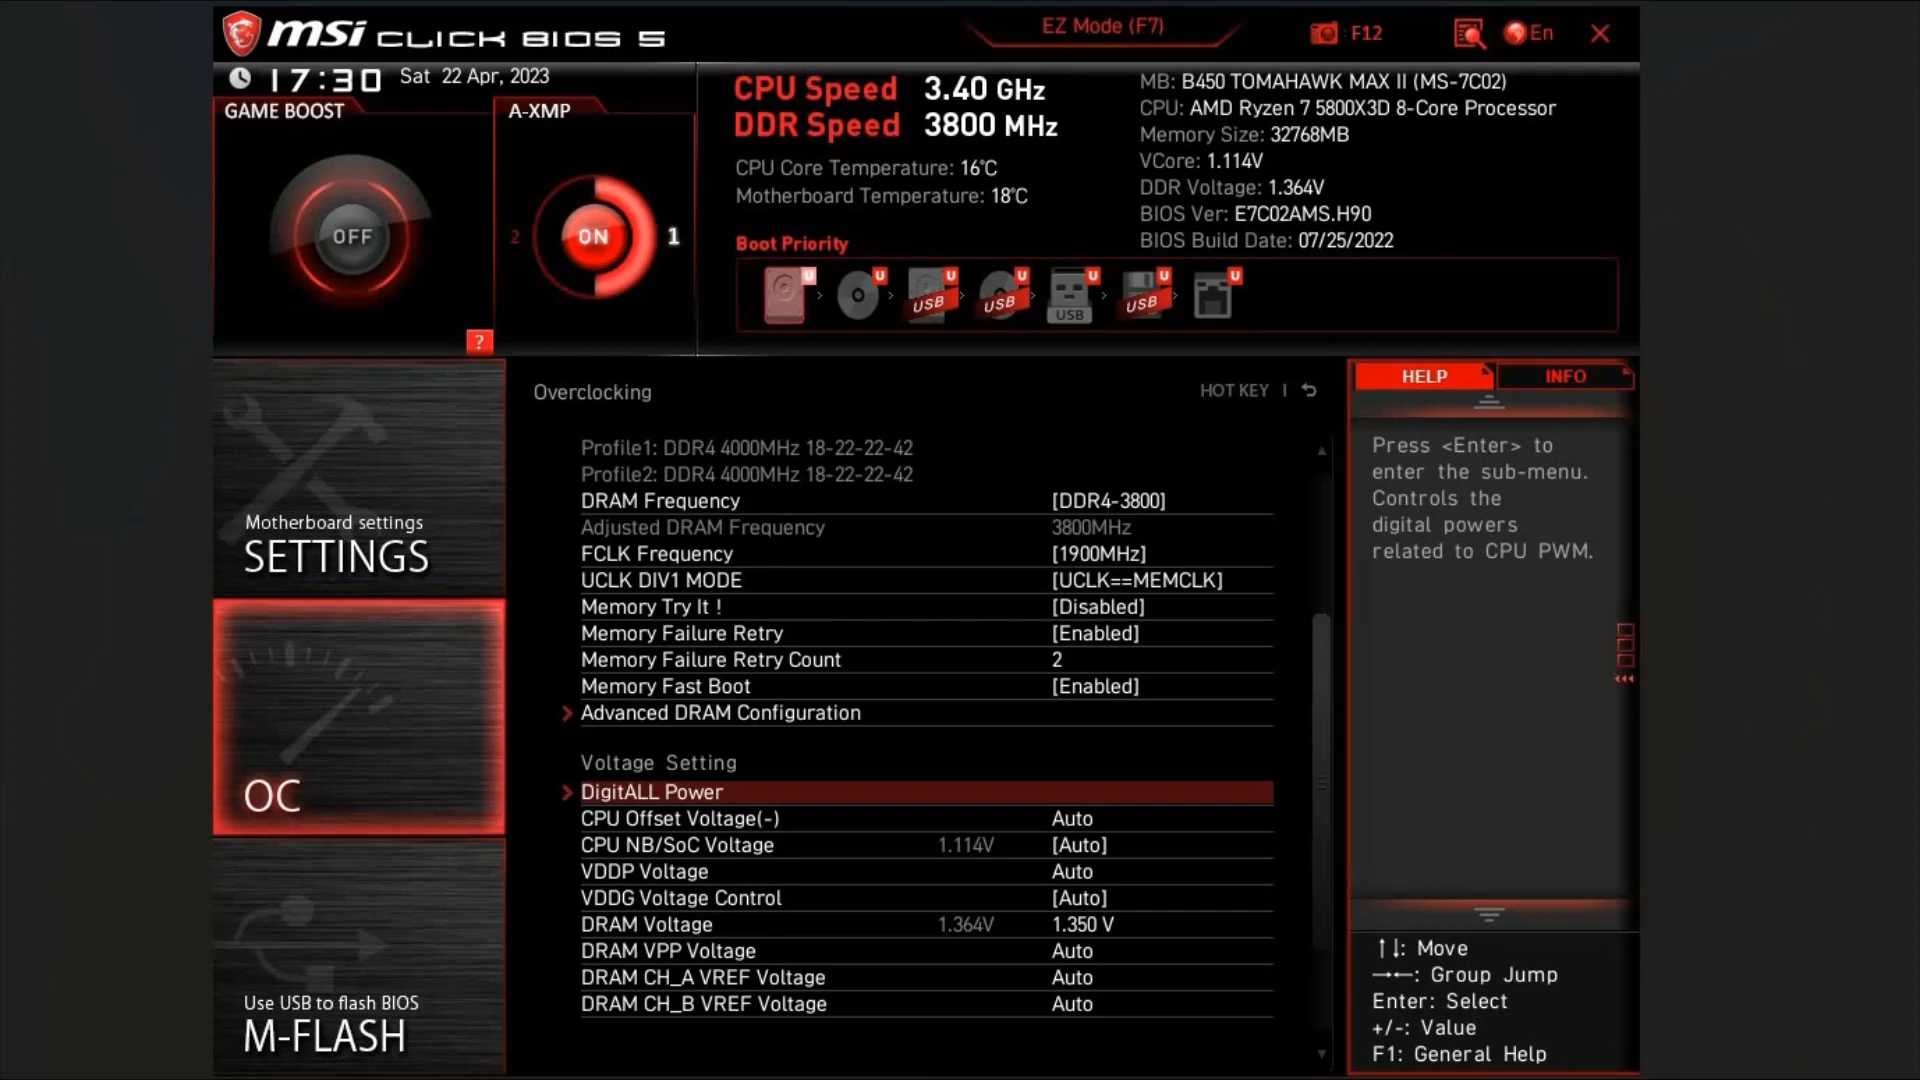 msi CLICK BIOS 5
EZ Mode (F7)
: F12
En
17:30 Sat 22 Apr, 2023
GAME BOOST
OFF
?
A-XMP
2
ON
1
CPU Speed 3.40 GHz
DDR Speed 3800 MHz
CPU Core Temperature: 16°C
Motherboard Temperature: 18°C
MB: B450 TOMAHAWK MAX II (MS-7C02)
CPU: AMD Ryzen 7 5800X3D 8-Core Processor
Memory Size: 32768MB
VCore: 1.114V
DDR Voltage: 1.364V
BIOS Ver: E7C02AMS.H90
BIOS Build Date: 07/25/2022
Boot Priority
U U U U U U U
USB USB USB USB
Motherboard settings
SETTINGS
OC
Use USB to flash BIOS
M-FLASH
Overclocking
HOT KEY |
Profile1: DDR4 4000MHz 18-22-22-42
Profile2: DDR4 4000MHz 18-22-22-42
DRAM Frequency [DDR4-3800]
Adjusted DRAM Frequency 3800MHz
FCLK Frequency [1900MHz]
UCLK DIV1 MODE [UCLK==MEMCLK]
Memory Try It ! [Disabled]
Memory Failure Retry [Enabled]
Memory Failure Retry Count 2
Memory Fast Boot [Enabled]
> Advanced DRAM Configuration
Voltage Setting
> DigitALL Power
CPU Offset Voltage(-) Auto
CPU NB/SoC Voltage 1.114V [Auto]
VDDP Voltage Auto
VDDG Voltage Control [Auto]
DRAM Voltage 1.364V 1.350 V
DRAM VPP Voltage Auto
DRAM CH_A VREF Voltage Auto
DRAM CH_B VREF Voltage Auto
HELP
INFO
Press <Enter> to
enter the sub-menu.
Controls the
digital powers
related to CPU PWM.
↑↓: Move
→←: Group Jump
Enter: Select
+/-: Value
F1: General Help